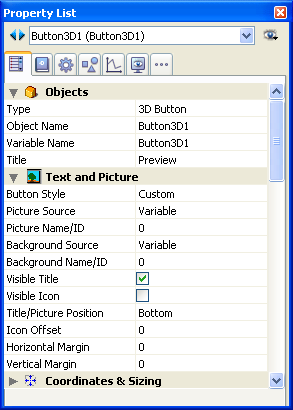 Property List
Button3D1 (Button3D1)
Objects
Type 3D Button
Object Name Button3D1
Variable Name Button3D1
Title Preview
Text and Picture
Button Style Custom
Picture Source Variable
Picture Name/ID 0
Background Source Variable
Background Name/ID 0
Visible Title
Visible Icon
Title/Picture Position Bottom
Icon Offset 0
Horizontal Margin 0
Vertical Margin 0
Coordinates & Sizing